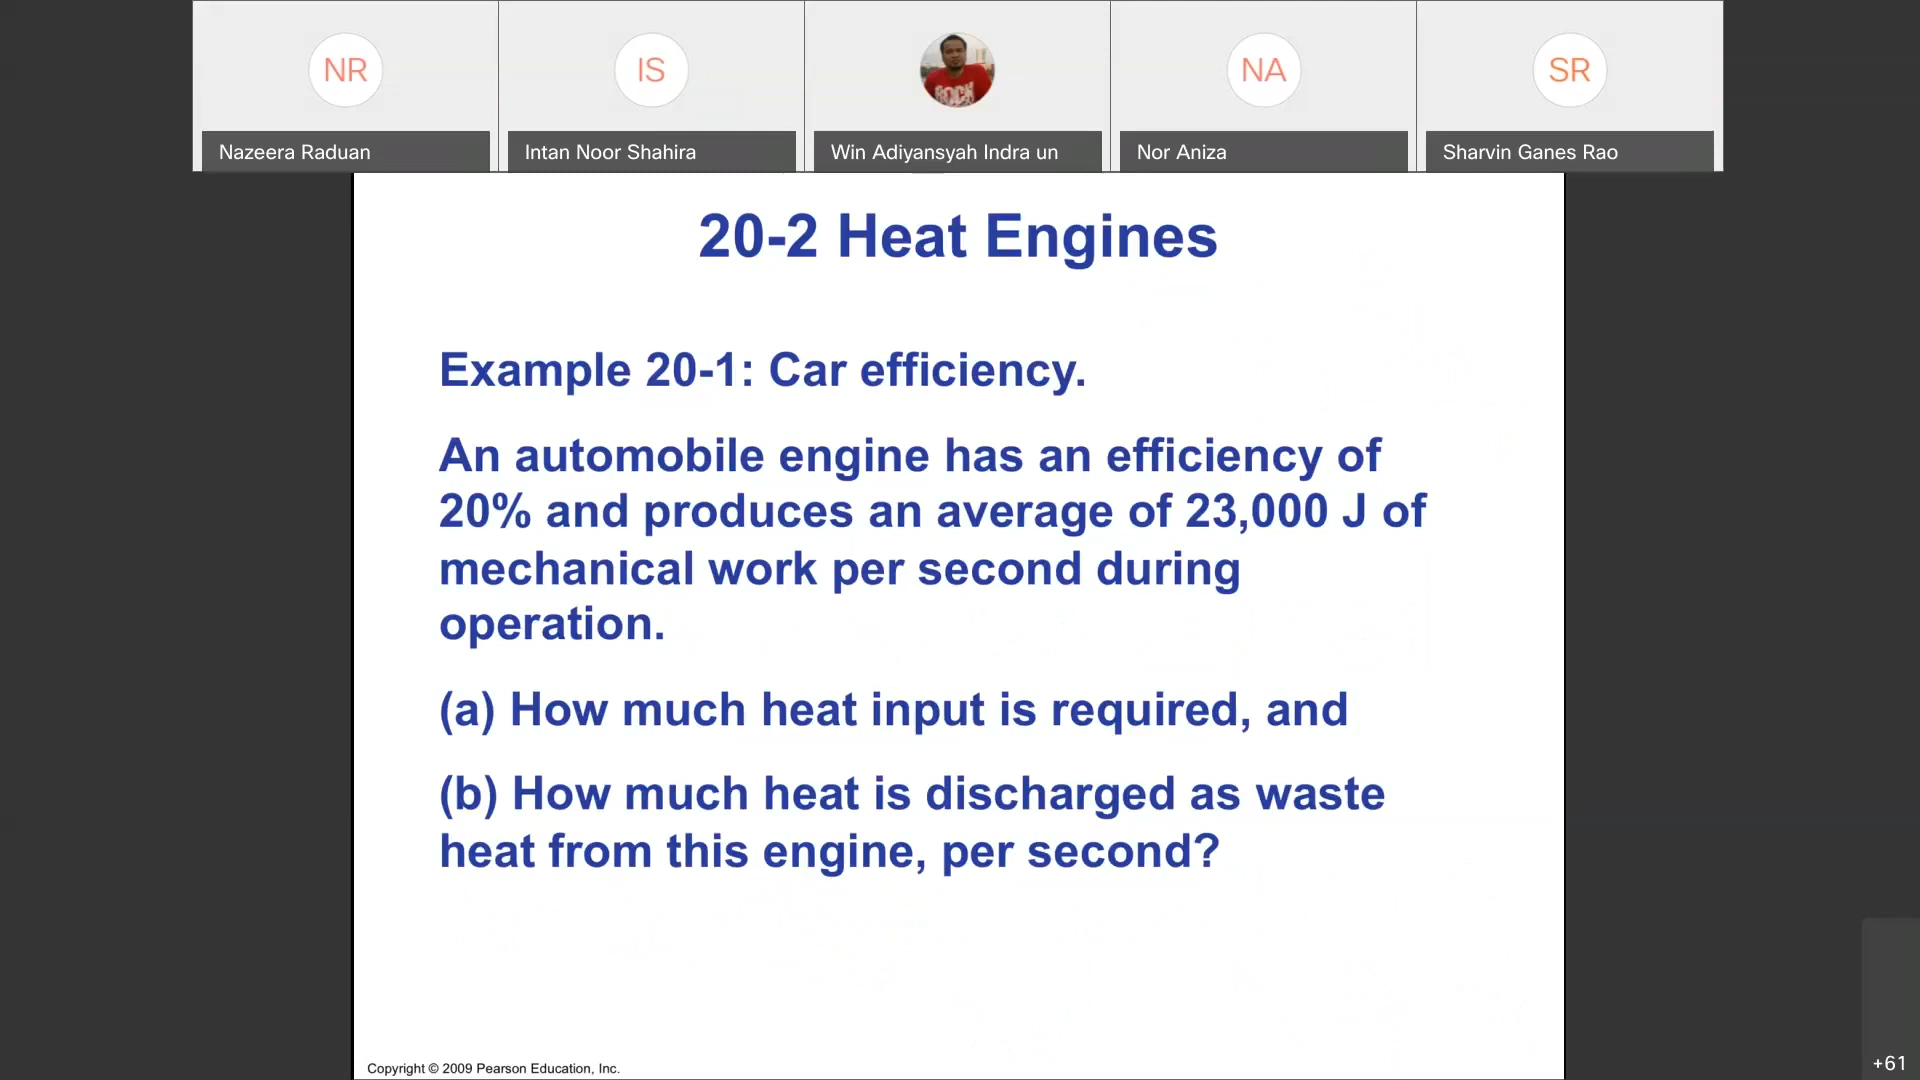 NR
IS
NA
SR
Nazeera Raduan
Intan Noor Shahira
Win Adiyansyah Indra un
Nor Aniza
Sharvin Ganes Rao
ROCK
20-2 Heat Engines
Example 20-1: Car efficiency.
An automobile engine has an efficiency of
20% and produces an average of 23,000 J of
mechanical work per second during
operation.
(a) How much heat input is required, and
(b) How much heat is discharged as waste
heat from this engine, per second?
Copyright © 2009 Pearson Education, Inc.
+61